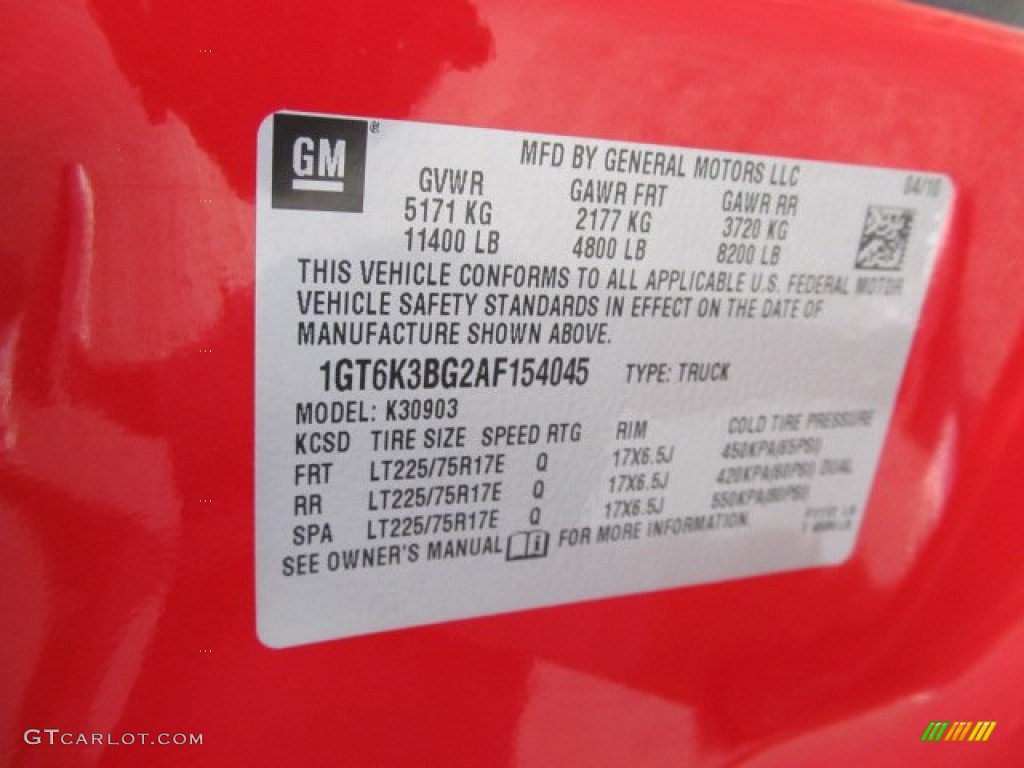 GM®
MFD BY GENERAL MOTORS LLC
04/10
GVWR GAWR FRT GAWR RR
5171 KG 2177 KG 3720 KG
11400 LB 4800 LB 8200 LB
THIS VEHICLE CONFORMS TO ALL APPLICABLE U.S. FEDERAL MOTOR
VEHICLE SAFETY STANDARDS IN EFFECT ON THE DATE OF
MANUFACTURE SHOWN ABOVE.
1GT6K3BG2AF154045 TYPE: TRUCK
MODEL: K30903
KCSD TIRE SIZE SPEED RTG RIM COLD TIRE PRESSURE
FRT LT225/75R17E Q 17X6.5J 450KPA(65PSI)
RR LT225/75R17E Q 17X6.5J 420KPA(60PSI) DUAL
SPA LT225/75R17E Q 17X6.5J 550KPA(80PSI)
SEE OWNER'S MANUAL FOR MORE INFORMATION.
GTCARLOT.COM